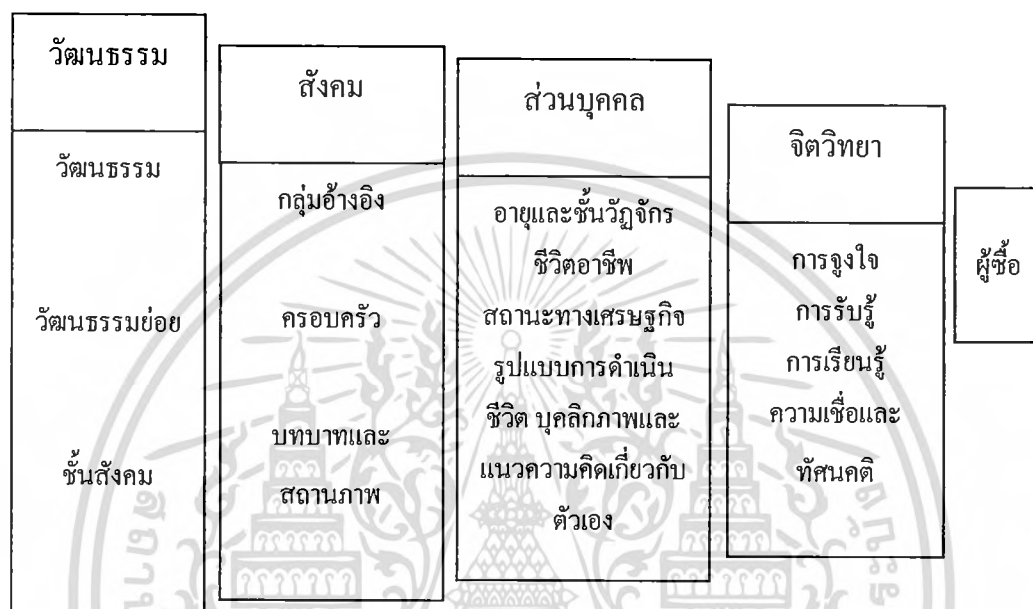 วัฒนธรรม
วัฒนธรรม
วัฒนธรรมย่อย
ชั้นสังคม
สังคม
กลุ่มอ้างอิง
ครอบครัว
บทบาทและ
สถานภาพ
ส่วนบุคคล
อายุและชั้นวัฏจักร
ชีวิตอาชีพ
สถานะทางเศรษฐกิจ
รูปแบบการดำเนิน
ชีวิต บุคลิกภาพและ
แนวความคิดเกี่ยวกับ
ตัวเอง
จิตวิทยา
การจูงใจ
การรับรู้
การเรียนรู้
ความเชื่อและ
ทัศนคติ
ผู้ซื้อ